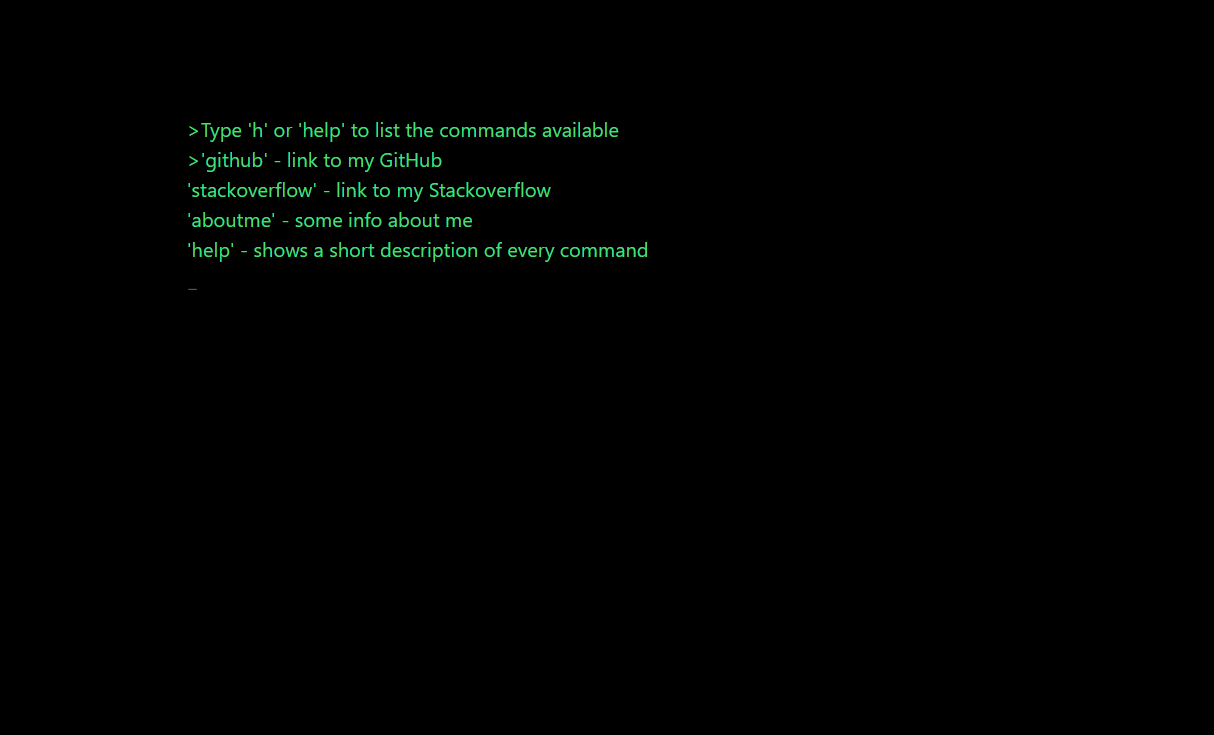 >Type 'h' or 'help' to list the commands available
>'github' - link to my GitHub
'stackoverflow' - link to my Stackoverflow
'aboutme' - some info about me
'help' - shows a short description of every command
_